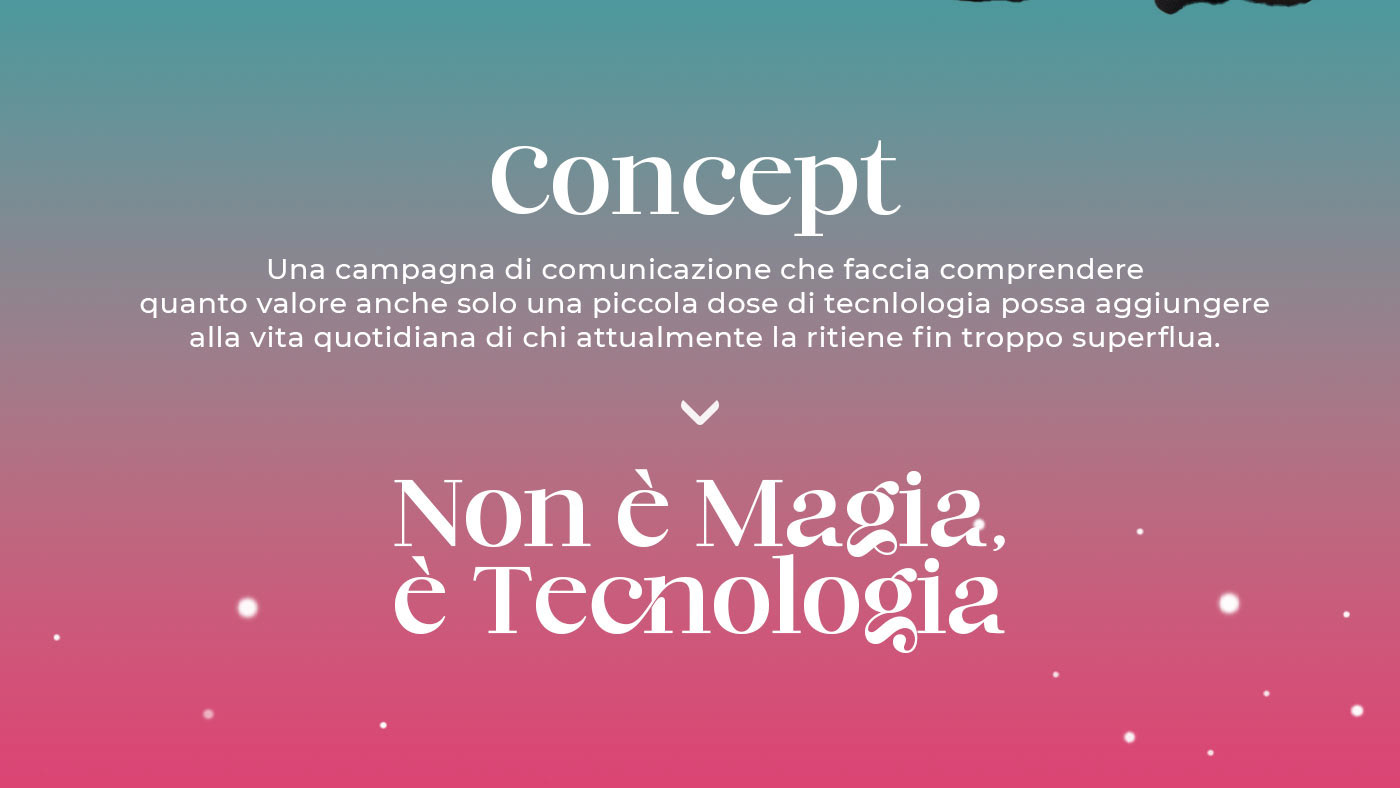 Concept
Una campagna di comunicazione che faccia comprendere
quanto valore anche solo una piccola dose di tecnlologia possa aggiungere
alla vita quotidiana di chi attualmente la ritiene fin troppo superflua.
Non è Magia,
è Tecnologia